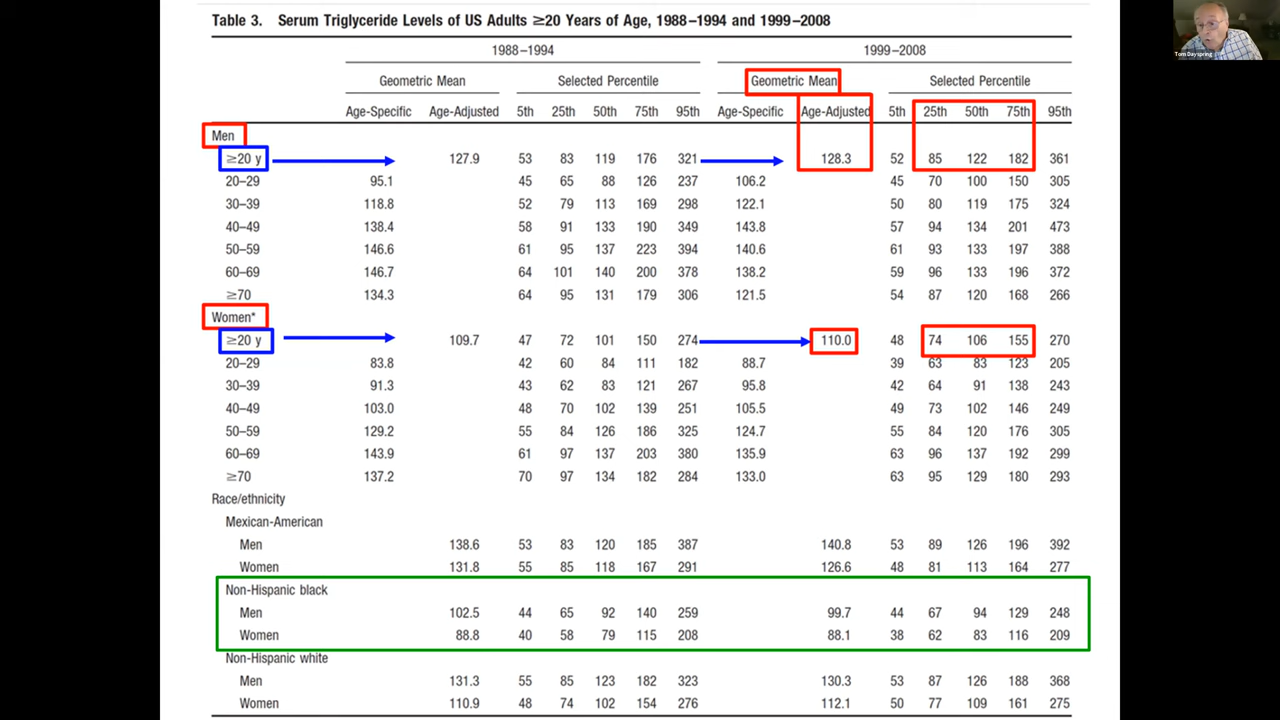 Table 3. Serum Triglyceride Levels of US Adults ≥20 Years of Age, 1988–1994 and 1999–2008
Tom Dayspring
1988–1994 1999–2008
Geometric Mean Selected Percentile Geometric Mean Selected Percentile
Age-Specific Age-Adjusted 5th 25th 50th 75th 95th Age-Specific Age-Adjusted 5th 25th 50th 75th 95th
Men
≥20 y 127.9 53 83 119 176 321 128.3 52 85 122 182 361
20–29 95.1 45 65 88 126 237 106.2 45 70 100 150 305
30–39 118.8 52 79 113 169 298 122.1 50 80 119 175 324
40–49 138.4 58 91 133 190 349 143.8 57 94 134 201 473
50–59 146.6 61 95 137 223 394 140.6 61 93 133 197 388
60–69 146.7 64 101 140 200 378 138.2 59 96 133 196 372
≥70 134.3 64 95 131 179 306 121.5 54 87 120 168 266
Women*
≥20 y 109.7 47 72 101 150 274 110.0 48 74 106 155 270
20–29 83.8 42 60 84 111 182 88.7 39 63 83 123 205
30–39 91.3 43 62 83 121 267 95.8 42 64 91 138 243
40–49 103.0 48 70 102 139 251 105.5 49 73 102 146 249
50–59 129.2 55 84 126 186 325 124.7 55 84 120 176 305
60–69 143.9 61 97 137 203 380 135.9 63 96 137 192 299
≥70 137.2 70 97 134 182 284 133.0 63 95 129 180 293
Race/ethnicity
Mexican-American
Men 138.6 53 83 120 185 387 140.8 53 89 126 196 392
Women 131.8 55 85 118 167 291 126.6 48 81 113 164 277
Non-Hispanic black
Men 102.5 44 65 92 140 259 99.7 44 67 94 129 248
Women 88.8 40 58 79 115 208 88.1 38 62 83 116 209
Non-Hispanic white
Men 131.3 55 85 123 182 323 130.3 53 87 126 188 368
Women 110.9 48 74 102 154 276 112.1 50 77 109 161 275